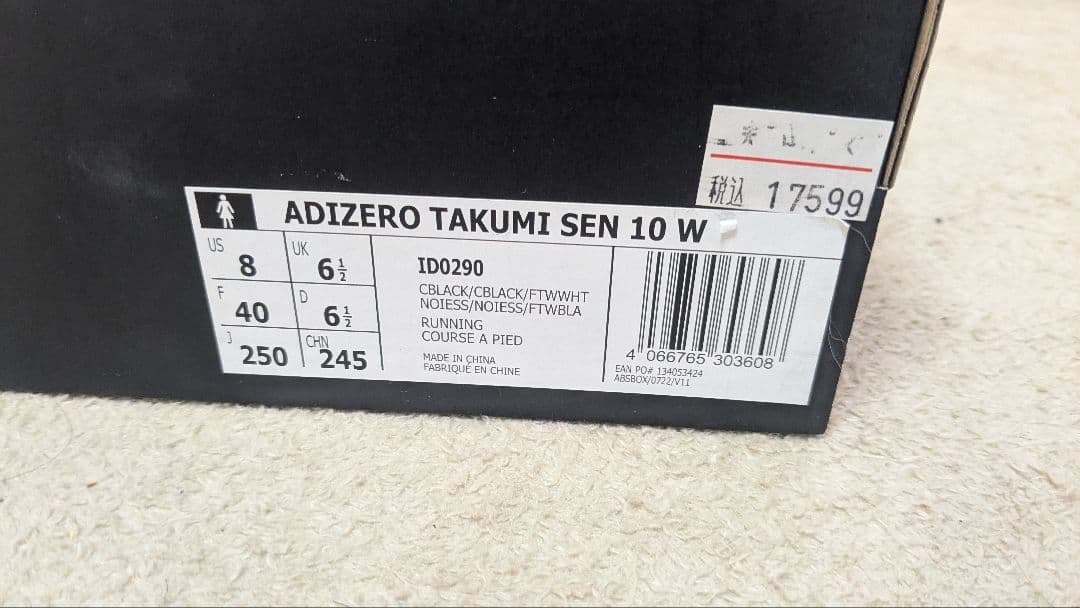 税込 17599
ADIZERO TAKUMI SEN 10 W
US 8 UK 6½
F 40 D 6½
J 250 CHN 245
ID0290
CBLACK/CBLACK/FTWWHT
NOIESS/NOIESS/FTWBLA
RUNNING
COURSE A PIED
MADE IN CHINA
FABRIQUÉ EN CHINE
4 066765 303608
EAN PO# 134053424
ABSBOX/0722/V11